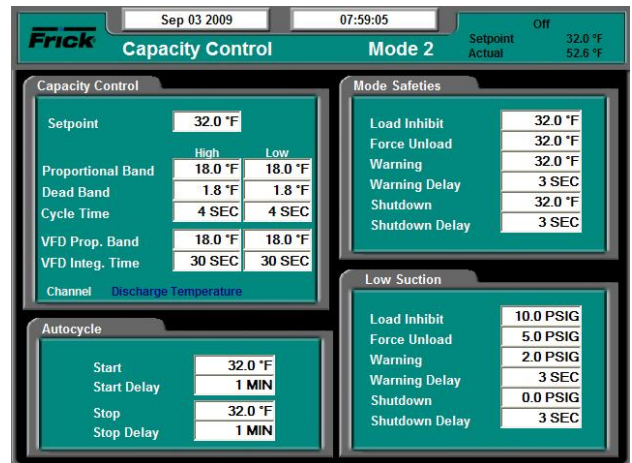 Sep 03 2009
07:59:05
Off
Frick
Capacity Control
Mode 2
Setpoint 32.0 °F
Actual 52.6 °F
Capacity Control
Setpoint 32.0 °F
High Low
Proportional Band 18.0 °F 18.0 °F
Dead Band 1.8 °F 1.8 °F
Cycle Time 4 SEC 4 SEC
VFD Prop. Band 18.0 °F 18.0 °F
VFD Integ. Time 30 SEC 30 SEC
Channel Discharge Temperature
Autocycle
Start 32.0 °F
Start Delay 1 MIN
Stop 32.0 °F
Stop Delay 1 MIN
Mode Safeties
Load Inhibit 32.0 °F
Force Unload 32.0 °F
Warning 32.0 °F
Warning Delay 3 SEC
Shutdown 32.0 °F
Shutdown Delay 3 SEC
Low Suction
Load Inhibit 10.0 PSIG
Force Unload 5.0 PSIG
Warning 2.0 PSIG
Warning Delay 3 SEC
Shutdown 0.0 PSIG
Shutdown Delay 3 SEC